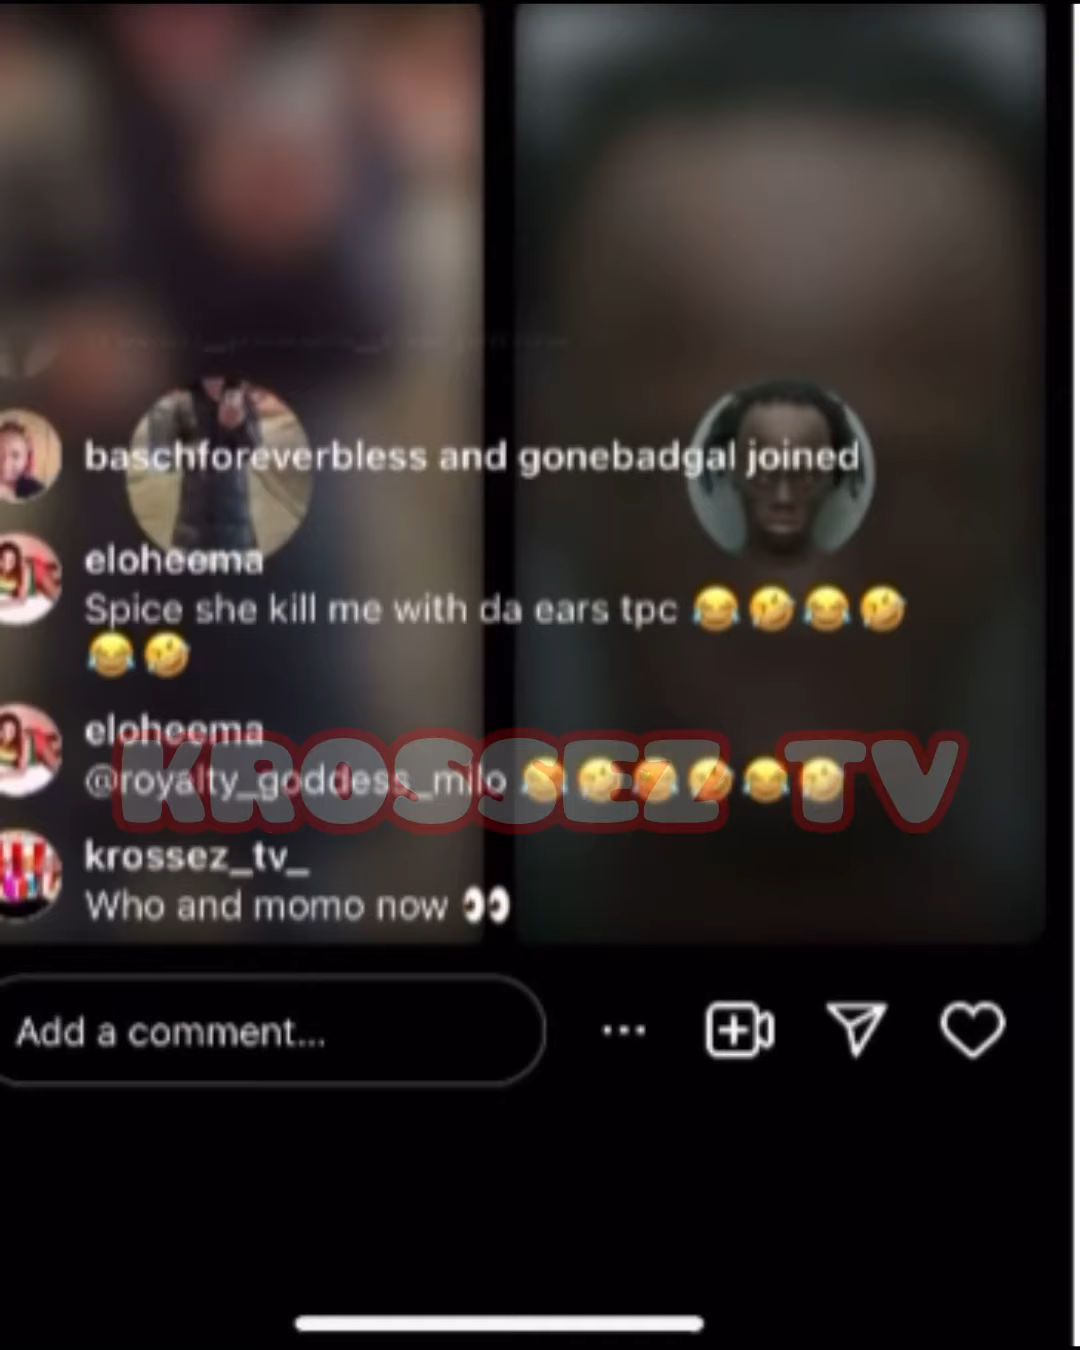 baschforeverbless and gonebadgal joined
eloheema
Spice she kill me with da ears tpc 😂🤣😂🤣
😂🤣
eloheema
@royalty_goddess_milo 😂🤣😂🤣😂🤣
KROSSEZ TV
krossez_tv_
Who and momo now 👀
Add a comment...